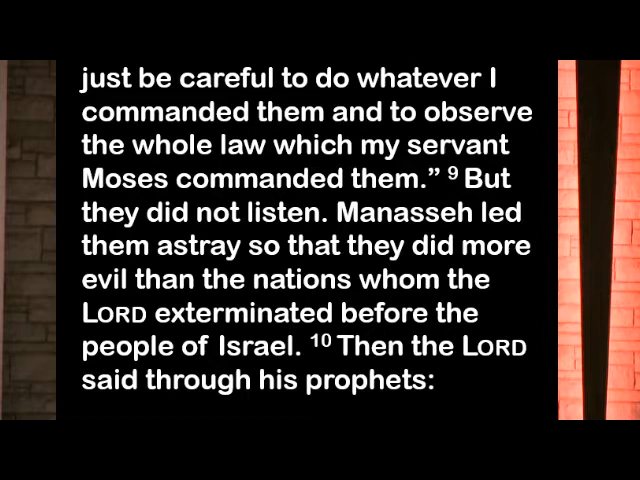 just be careful to do whatever I
commanded them and to observe
the whole law which my servant
Moses commanded them.” ⁹ But
they did not listen. Manasseh led
them astray so that they did more
evil than the nations whom the
LORD exterminated before the
people of Israel. ¹⁰ Then the LORD
said through his prophets: